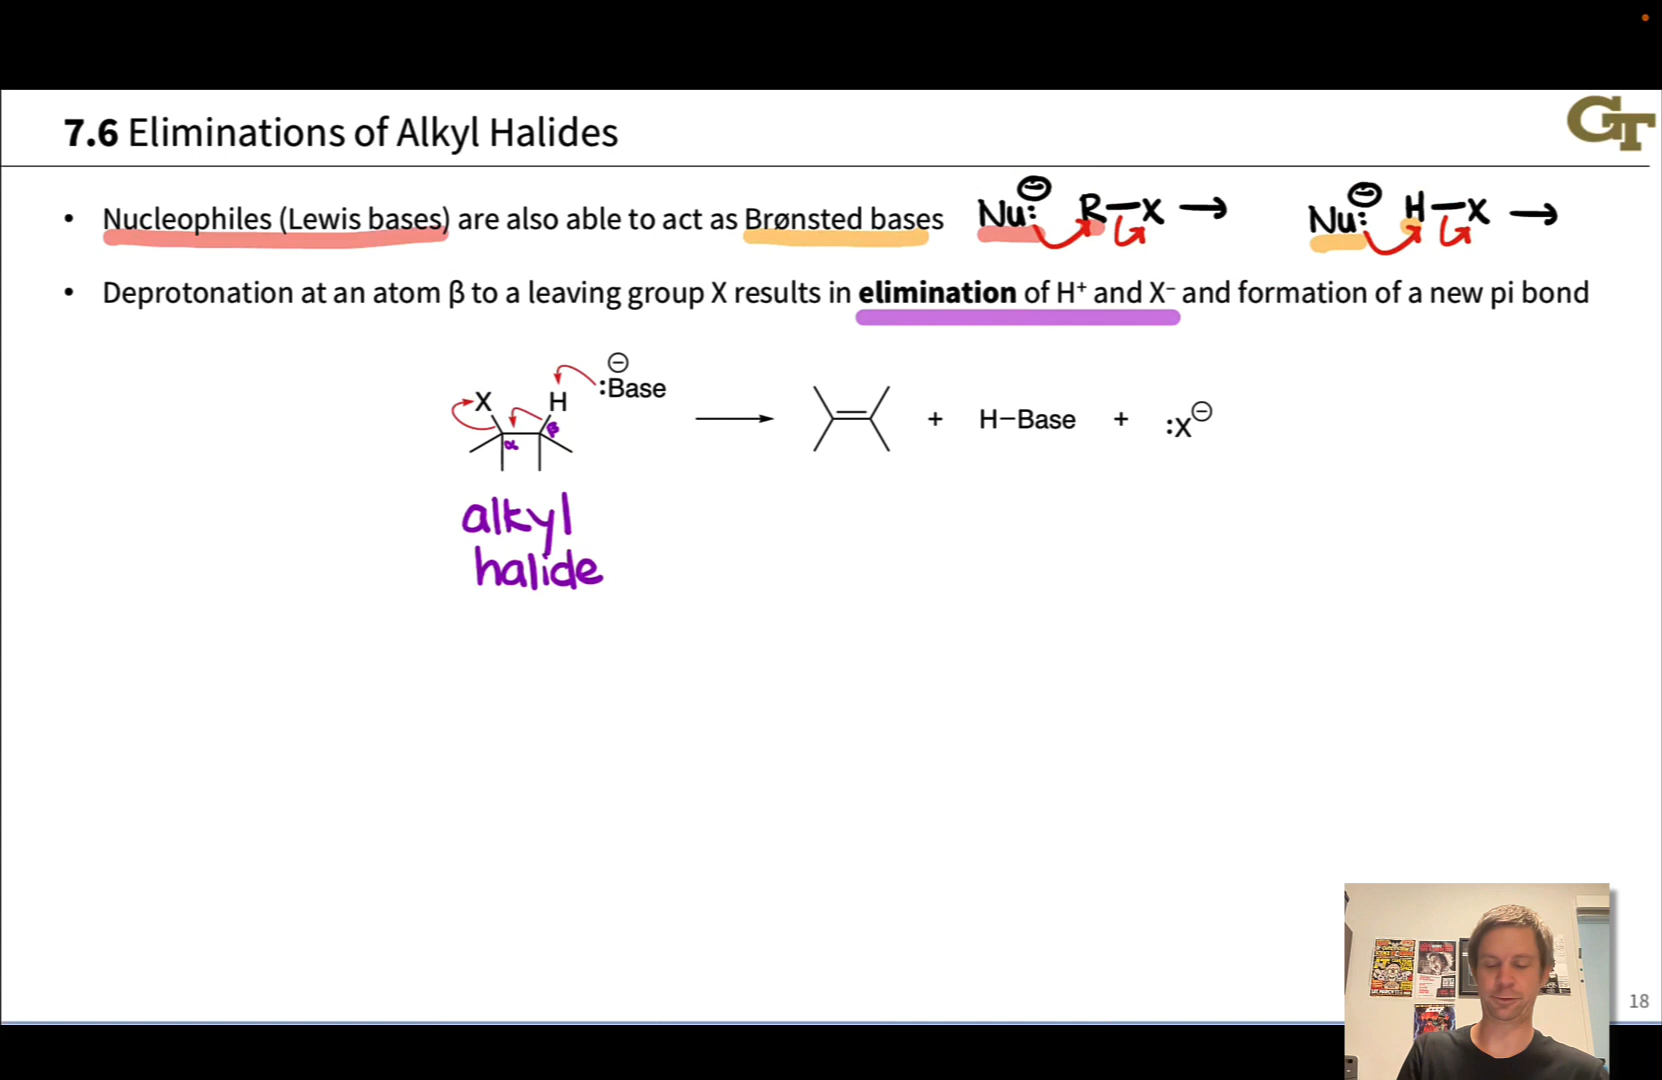 7.6 Eliminations of Alkyl Halides
GT
• Nucleophiles (Lewis bases) are also able to act as Brønsted bases
Nu:⊖ R–X →
Nu:⊖ H–X →
• Deprotonation at an atom β to a leaving group X results in elimination of H⁺ and X⁻ and formation of a new pi bond
X H ⊖:Base
α β
+ H–Base + :X⊖
alkyl
halide
18